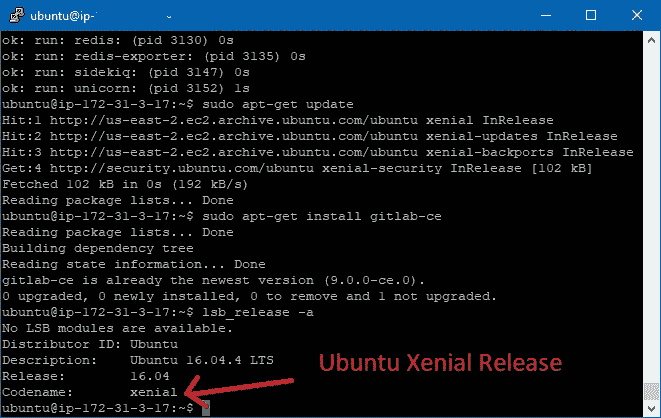 ubuntu@ip-
ok: run: redis: (pid 3130) 0s
ok: run: redis-exporter: (pid 3135) 0s
ok: run: sidekiq: (pid 3147) 0s
ok: run: unicorn: (pid 3152) 1s
ubuntu@ip-172-31-3-17:~$ sudo apt-get update
Hit:1 http://us-east-2.ec2.archive.ubuntu.com/ubuntu xenial InRelease
Hit:2 http://us-east-2.ec2.archive.ubuntu.com/ubuntu xenial-updates InRelease
Hit:3 http://us-east-2.ec2.archive.ubuntu.com/ubuntu xenial-backports InRelease
Get:4 http://security.ubuntu.com/ubuntu xenial-security InRelease [102 kB]
Fetched 102 kB in 0s (192 kB/s)
Reading package lists... Done
ubuntu@ip-172-31-3-17:~$ sudo apt-get install gitlab-ce
Reading package lists... Done
Building dependency tree
Reading state information... Done
gitlab-ce is already the newest version (9.0.0-ce.0).
0 upgraded, 0 newly installed, 0 to remove and 1 not upgraded.
ubuntu@ip-172-31-3-17:~$ lsb_release -a
No LSB modules are available.
Distributor ID: Ubuntu
Description:    Ubuntu 16.04.4 LTS
Ubuntu Xenial Release
Release:        16.04
Codename:       xenial
ubuntu@ip-172-31-3-17:~$